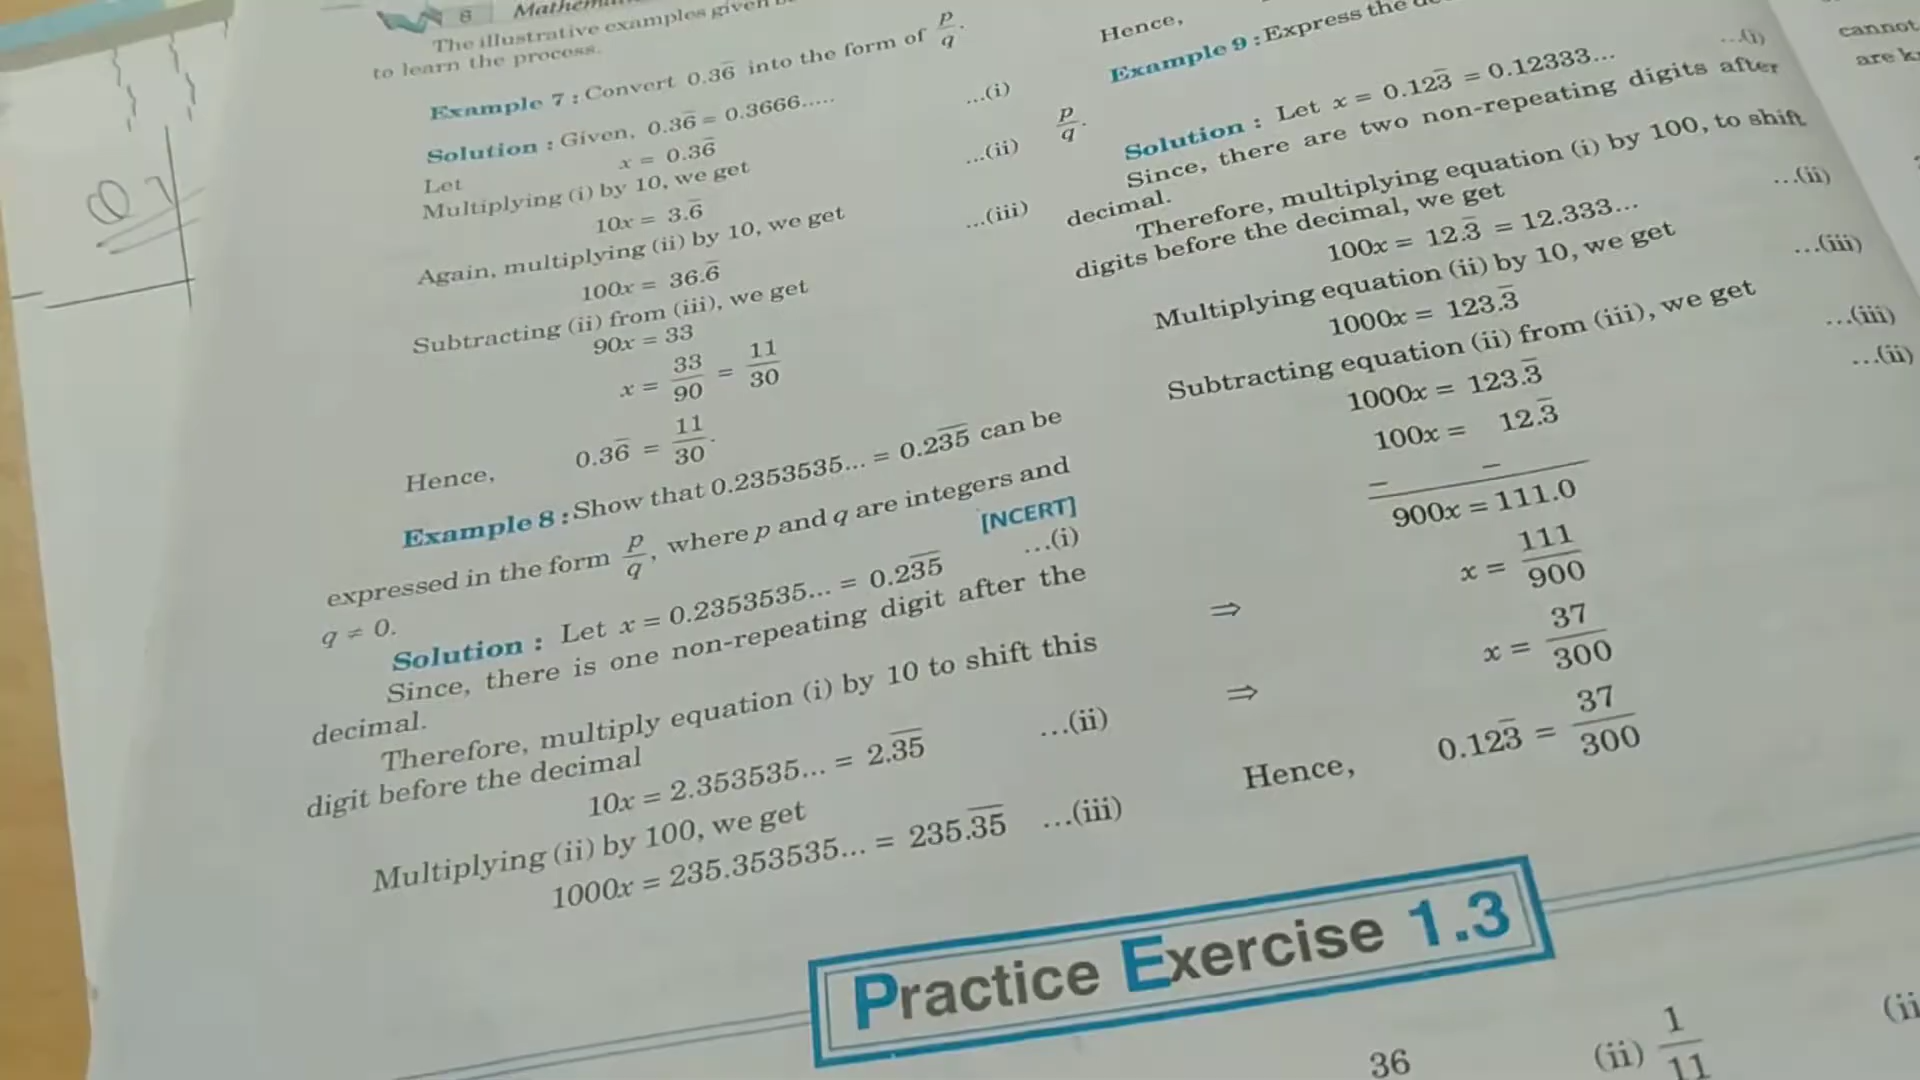 8
The illustrative examples given
to learn the process.
Example 7 : Convert 0.36̅ into the form of p/q.
Solution : Given, 0.36̅ = 0.3666.....
Let x = 0.36̅ ...(i)
Multiplying (i) by 10, we get
10x = 3.6̅ ...(ii)
Again, multiplying (ii) by 10, we get
100x = 36.6̅ ...(iii)
Subtracting (ii) from (iii), we get
90x = 33
x = 33/90 = 11/30
Hence, 0.36̅ = 11/30.
Example 8 : Show that 0.2353535... = 0.23̅5̅ can be
expressed in the form p/q, where p and q are integers and
q ≠ 0. [NCERT]
Solution : Let x = 0.2353535... = 0.23̅5̅ ...(i)
Since, there is one non-repeating digit after the
decimal.
Therefore, multiply equation (i) by 10 to shift this
digit before the decimal
10x = 2.353535... = 2.3̅5̅ ...(ii)
Multiplying (ii) by 100, we get
1000x = 235.353535... = 235.3̅5̅ ...(iii)
Hence,
Example 9 : Express the
p/q.
Solution : Let x = 0.123̅ = 0.12333... ...(i)
Since, there are two non-repeating digits after
decimal.
Therefore, multiplying equation (i) by 100, to shift
digits before the decimal, we get
100x = 12.3̅ = 12.333... ...(ii)
Multiplying equation (ii) by 10, we get
1000x = 123.3̅ ...(iii)
Subtracting equation (ii) from (iii), we get
1000x = 123.3̅ ...(iii)
100x = 12.3̅ ...(ii)
− −
900x = 111.0
x = 111/900
⇒ x = 37/300
⇒ 
Hence, 0.123̅ = 37/300
Practice Exercise 1.3
36
(ii) 1/11
cannot